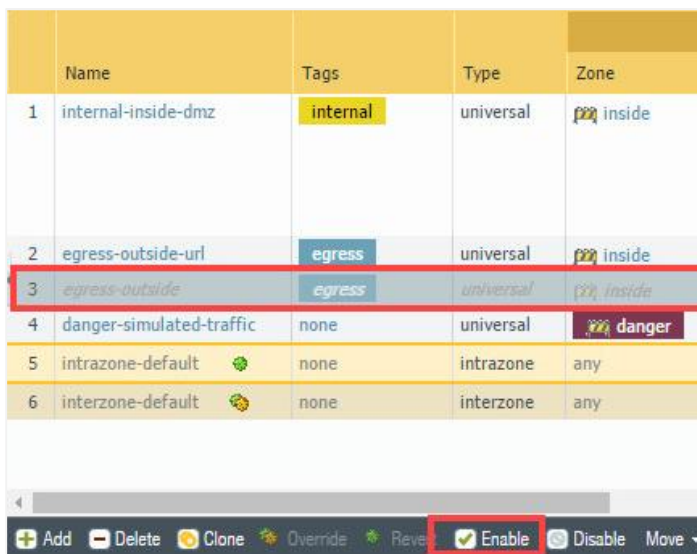 Name Tags Type Zone
1 internal-inside-dmz internal universal inside
2 egress-outside-url egress universal inside
3 egress-outside egress universal inside
4 danger-simulated-traffic none universal danger
5 intrazone-default none intrazone any
6 interzone-default none interzone any
Add Delete Clone Override Enable Disable Move